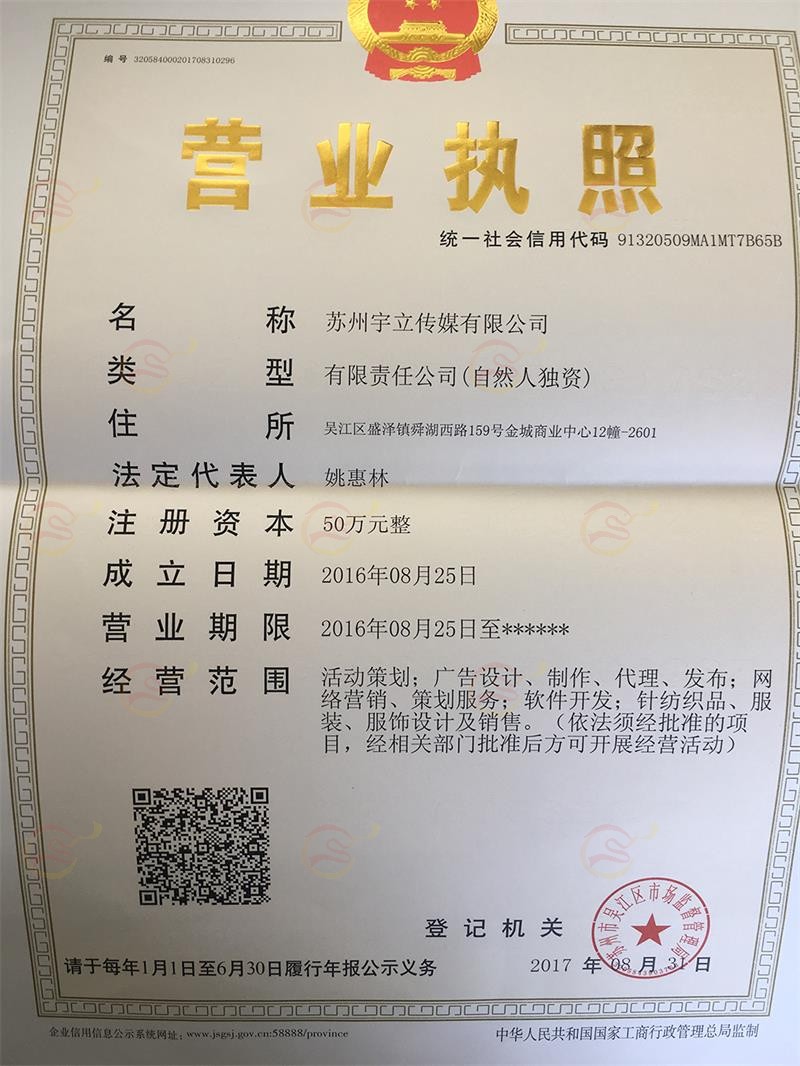 编 号 320584000201708310296
营业执照
统一社会信用代码 91320509MA1MT7B65B
名称 苏州宇立传媒有限公司
类型 有限责任公司(自然人独资)
住所 吴江区盛泽镇舜湖西路159号金城商业中心12幢-2601
法定代表人 姚惠林
注册资本 50万元整
成立日期 2016年08月25日
营业期限 2016年08月25日至******
经营范围 活动策划；广告设计、制作、代理、发布；网
络营销、策划服务；软件开发；针纺织品、服
装、服饰设计及销售。（依法须经批准的项
目，经相关部门批准后方可开展经营活动）
登记机关
苏州市吴江区市场监督管理局
请于每年1月1日至6月30日履行年报公示义务
2017 年 08 月 31 日
企业信用信息公示系统网址：www.jsgsj.gov.cn:58888/province
中华人民共和国国家工商行政管理总局监制